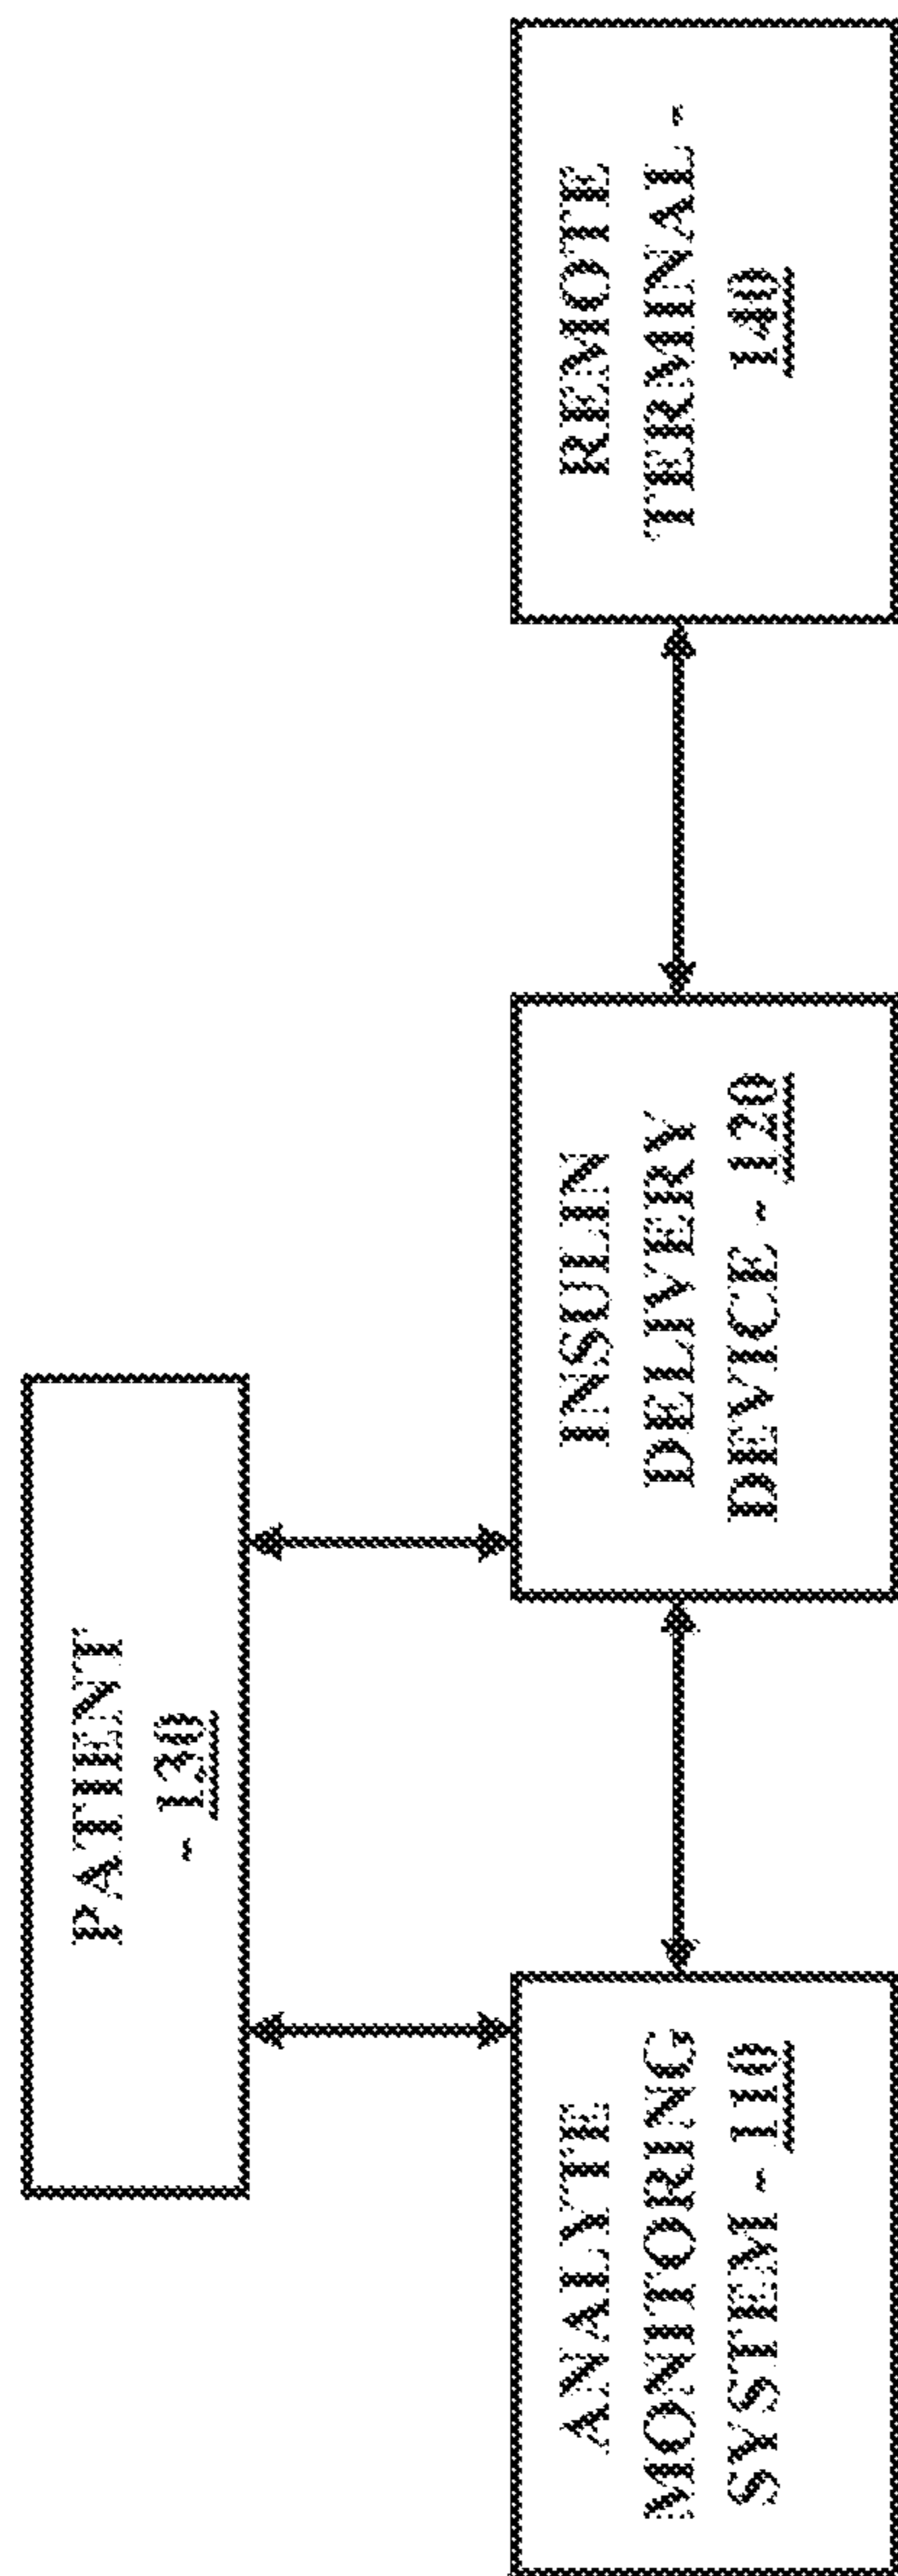 PATIENT
- 130
ANALYTE
MONITORING
SYSTEM - 110
INSULIN
DELIVERY
DEVICE - 120
REMOTE
TERMINAL -
140